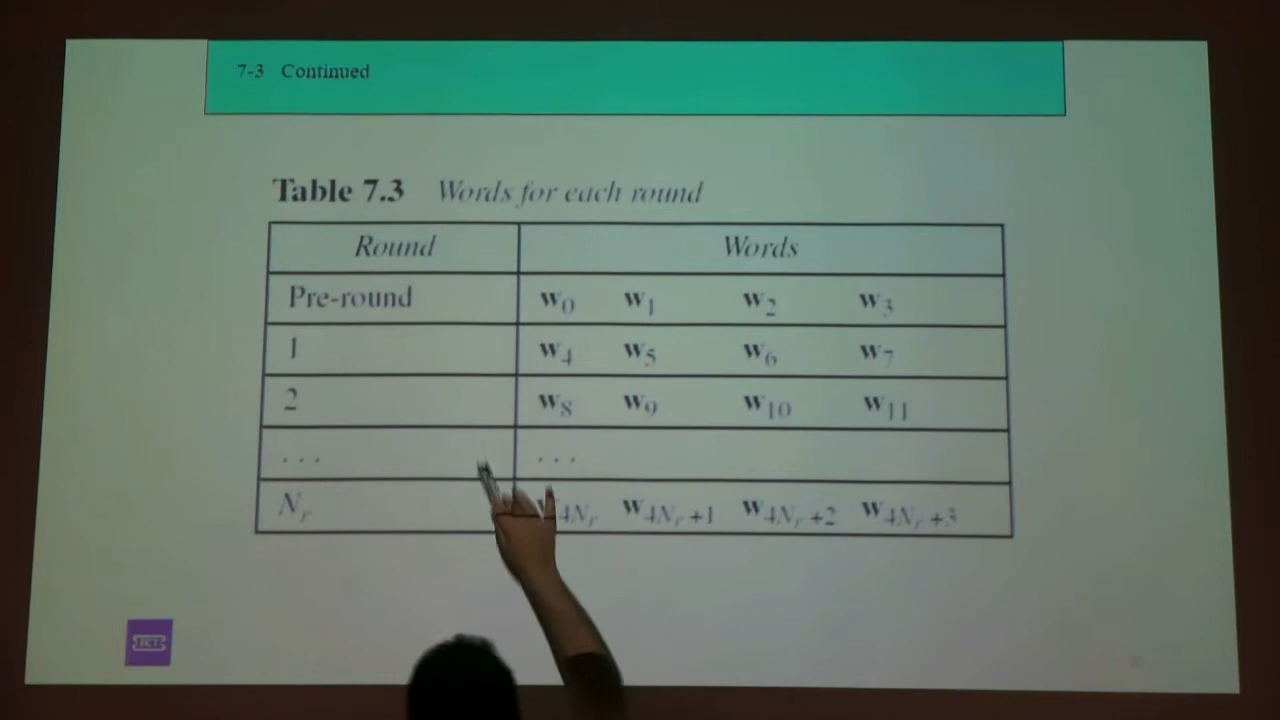 7-3 Continued
Table 7.3 Words for each round
Round Words
Pre-round w0 w1 w2 w3
1 w4 w5 w6 w7
2 w8 w9 w10 w11
... ...
Nr w4Nr w4Nr+1 w4Nr+2 w4Nr+3